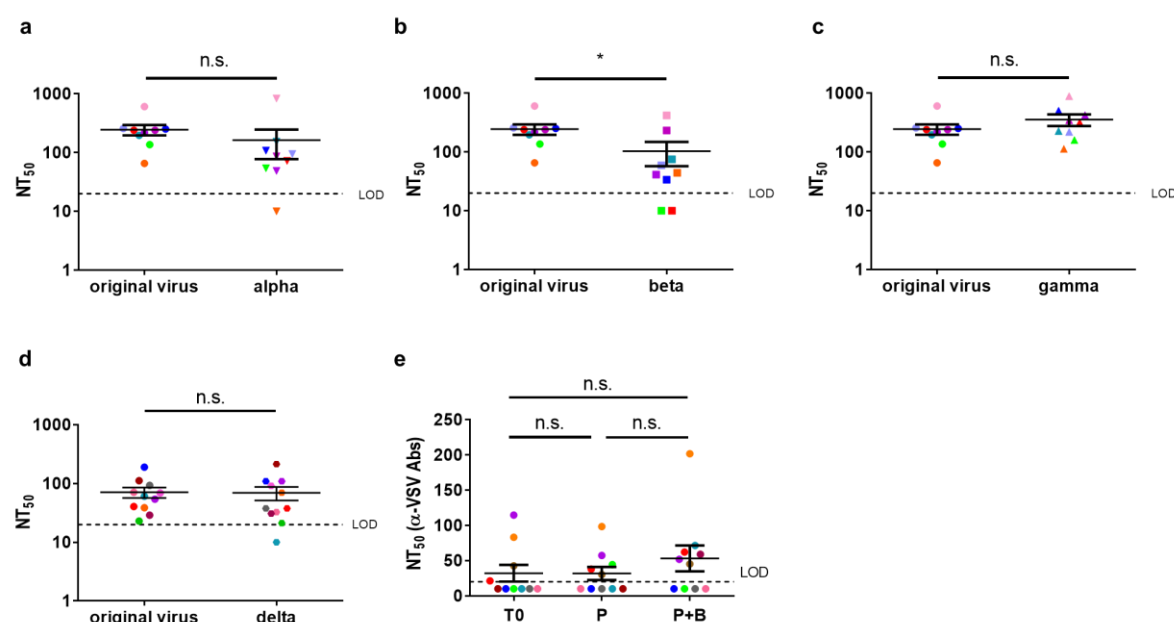 a
n.s.
1000
100
10
1
NT50
LOD
original virus
alpha
b
*
1000
100
10
1
NT50
LOD
original virus
beta
c
n.s.
1000
100
10
1
NT50
LOD
original virus
gamma
d
n.s.
1000
100
10
1
NT50
LOD
original virus
delta
e
n.s.
n.s.
n.s.
250
200
150
100
50
0
NT50 (α-VSV Abs)
LOD
T0
P
P+B